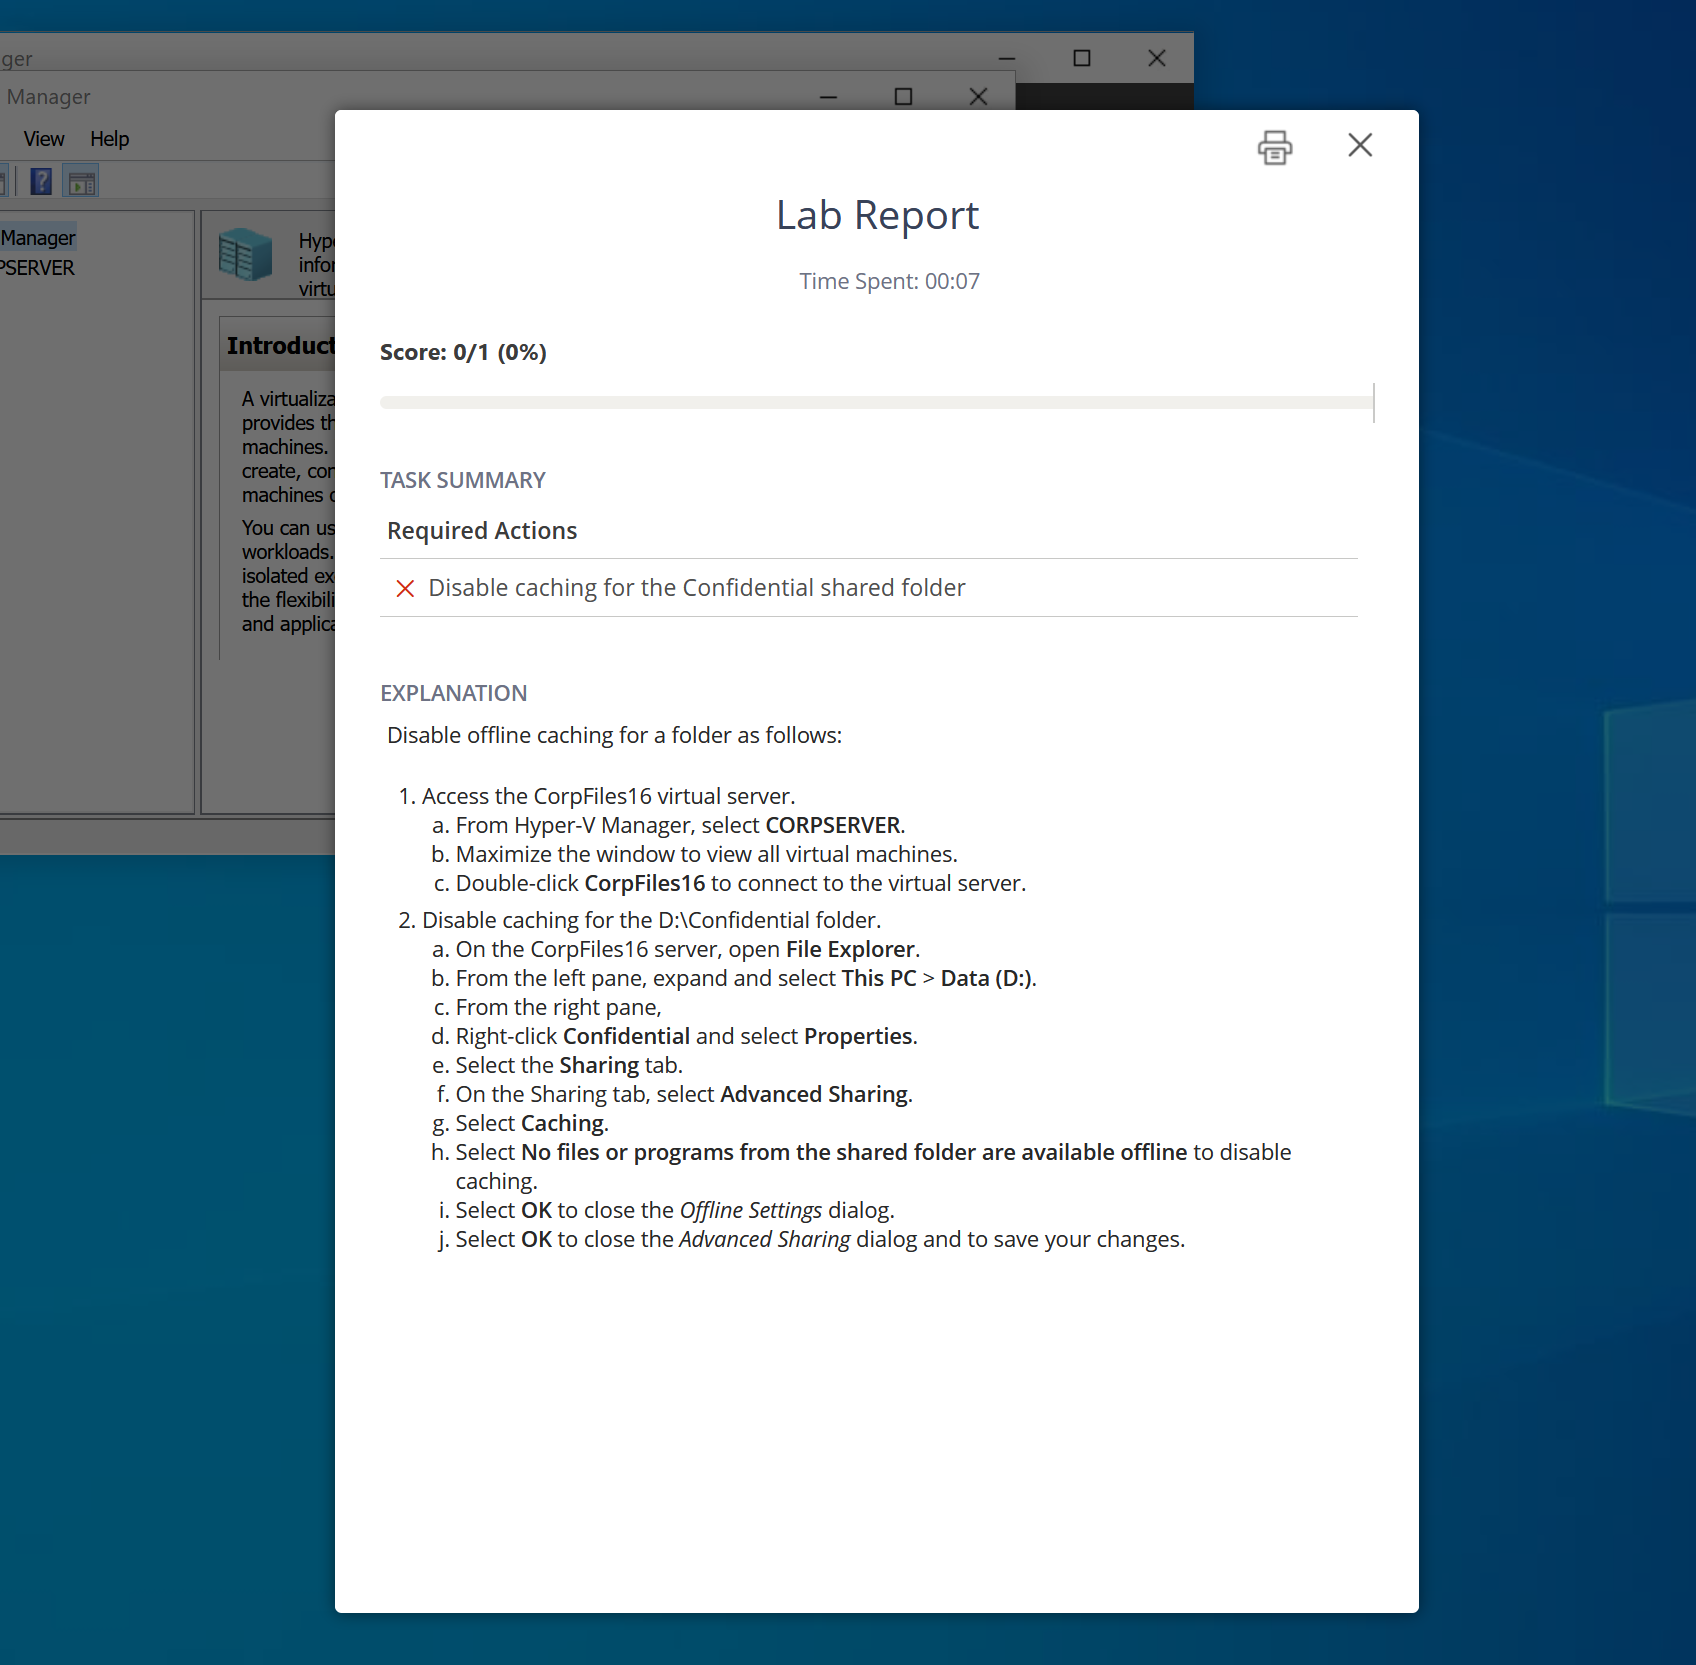 ger
Manager
View Help
Manager
PSERVER
Hype
infor
virtu
Introduct
A virtualiza
provides th
machines.
create, cor
machines c
You can us
workloads.
isolated ex
the flexibili
and applica
Lab Report
Time Spent: 00:07
Score: 0/1 (0%)
TASK SUMMARY
Required Actions
Disable caching for the Confidential shared folder
EXPLANATION
Disable offline caching for a folder as follows:
1. Access the CorpFiles16 virtual server.
a. From Hyper-V Manager, select CORPSERVER.
b. Maximize the window to view all virtual machines.
c. Double-click CorpFiles16 to connect to the virtual server.
2. Disable caching for the D:\Confidential folder.
a. On the CorpFiles16 server, open File Explorer.
b. From the left pane, expand and select This PC > Data (D:).
c. From the right pane,
d. Right-click Confidential and select Properties.
e. Select the Sharing tab.
f. On the Sharing tab, select Advanced Sharing.
g. Select Caching.
h. Select No files or programs from the shared folder are available offline to disable
caching.
i. Select OK to close the Offline Settings dialog.
j. Select OK to close the Advanced Sharing dialog and to save your changes.